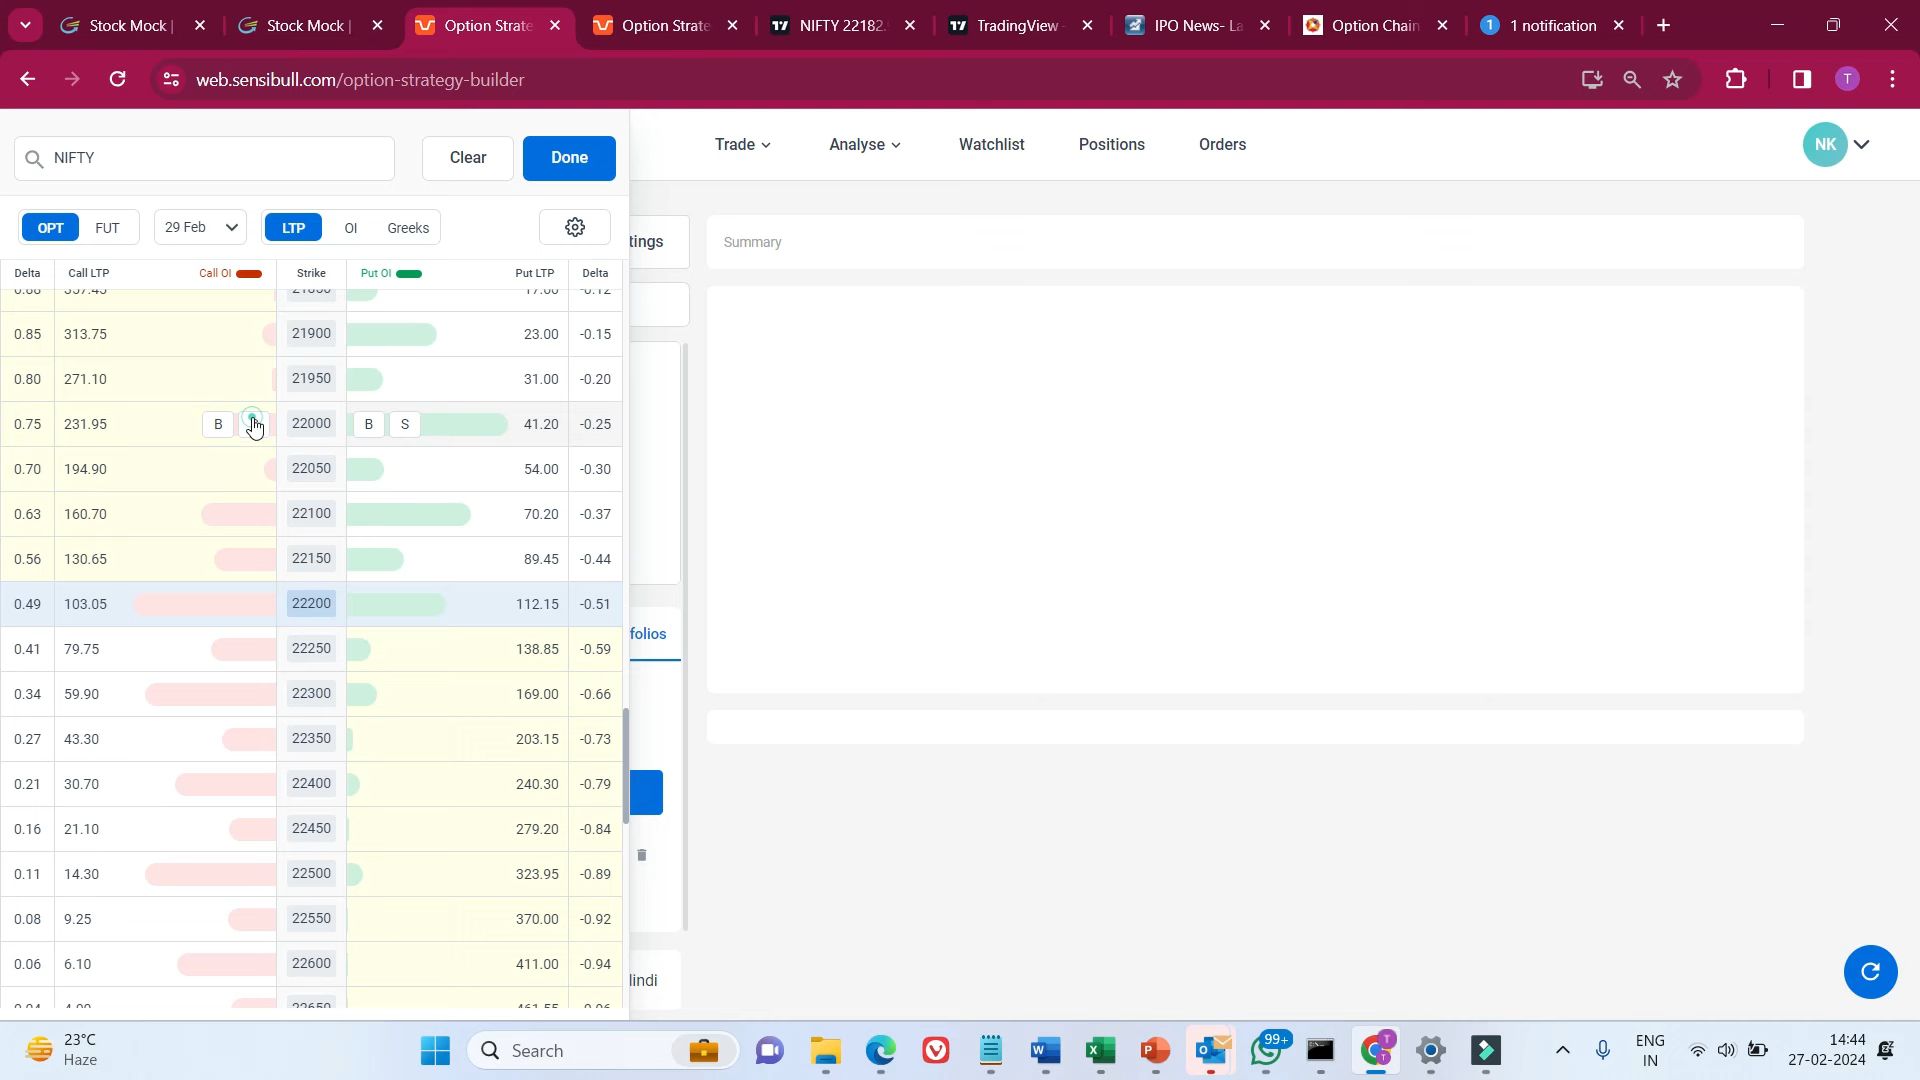 Stock Mock |
Stock Mock |
Option Strate
Option Strate
NIFTY 22182.
TradingView -
IPO News- La
Option Chain
1 1 notification
web.sensibull.com/option-strategy-builder
T
NIFTY
Clear
Done
Trade
Analyse
Watchlist
Positions
Orders
NK
OPT
FUT
29 Feb
LTP
OI
Greeks
tings
Summary
Delta Call LTP Call OI Strike Put OI Put LTP Delta
0.85 313.75 21900 23.00 -0.15
0.80 271.10 21950 31.00 -0.20
0.75 231.95 B 22000 B S 41.20 -0.25
0.70 194.90 22050 54.00 -0.30
0.63 160.70 22100 70.20 -0.37
0.56 130.65 22150 89.45 -0.44
0.49 103.05 22200 112.15 -0.51
0.41 79.75 22250 138.85 -0.59
folios
0.34 59.90 22300 169.00 -0.66
0.27 43.30 22350 203.15 -0.73
0.21 30.70 22400 240.30 -0.79
0.16 21.10 22450 279.20 -0.84
0.11 14.30 22500 323.95 -0.89
0.08 9.25 22550 370.00 -0.92
0.06 6.10 22600 411.00 -0.94
lindi
23°C
Haze
Search
99+
ENG
IN
14:44
27-02-2024